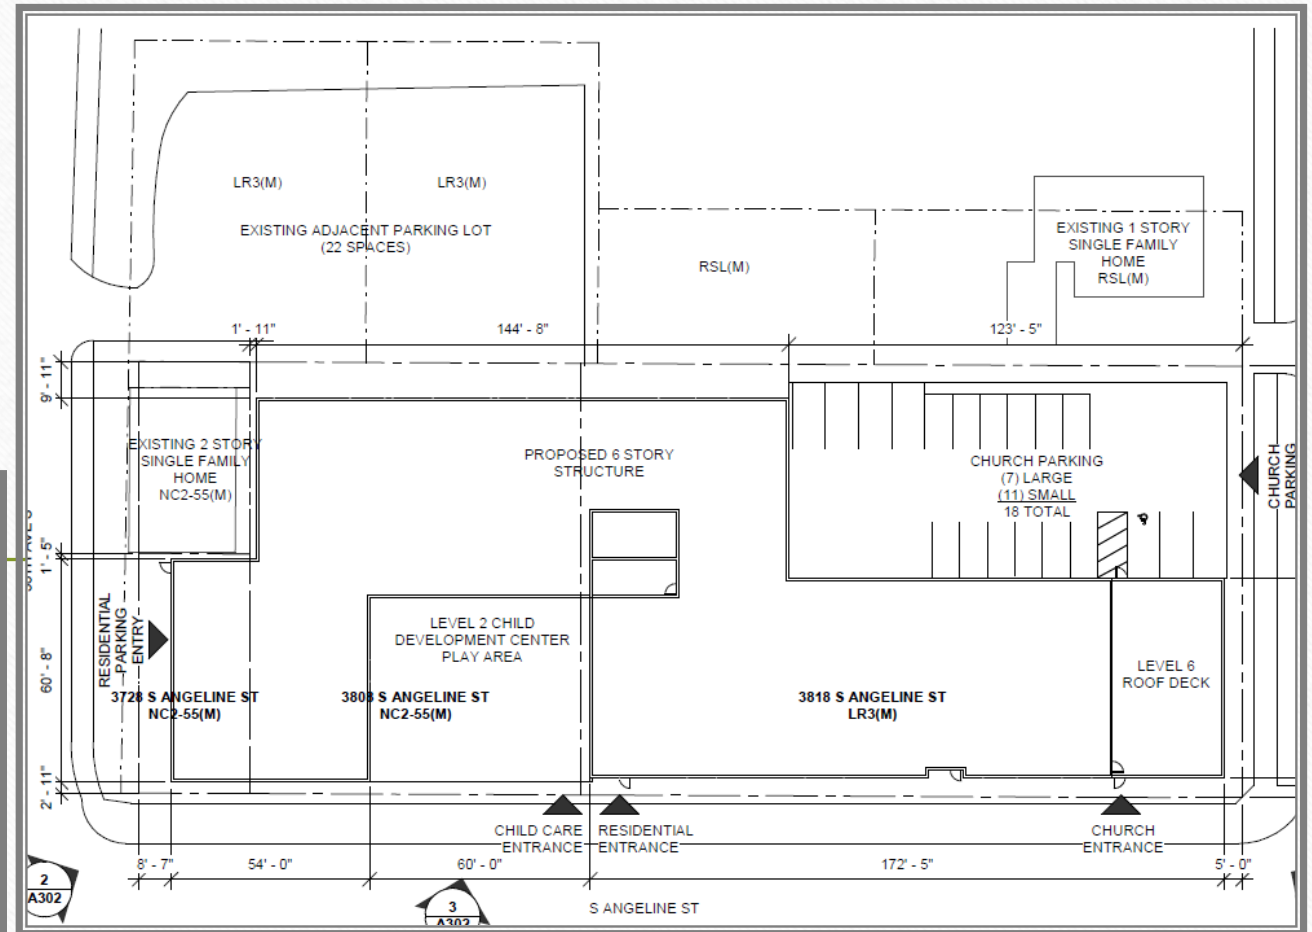 LR3(M)
LR3(M)
EXISTING ADJACENT PARKING LOT
(22 SPACES)
RSL(M)
EXISTING 1 STORY
SINGLE FAMILY
HOME
RSL(M)
1' - 11"
144' - 8"
123' - 5"
9' - 11"
EXISTING 2 STORY
SINGLE FAMILY
HOME
NC2-55(M)
PROPOSED 6 STORY
STRUCTURE
CHURCH PARKING
(7) LARGE
(11) SMALL
18 TOTAL
CHURCH
PARKING
1' - 5"
RESIDENTIAL
PARKING
ENTRY
LEVEL 2 CHILD
DEVELOPMENT CENTER
PLAY AREA
60' - 8"
LEVEL 6
ROOF DECK
3728 S ANGELINE ST
NC2-55(M)
3808 S ANGELINE ST
NC2-55(M)
3818 S ANGELINE ST
LR3(M)
2' - 11"
CHILD CARE
ENTRANCE
RESIDENTIAL
ENTRANCE
CHURCH
ENTRANCE
8' - 7"
54' - 0"
60' - 0"
172' - 5"
5' - 0"
2
A302
3
A302
S ANGELINE ST